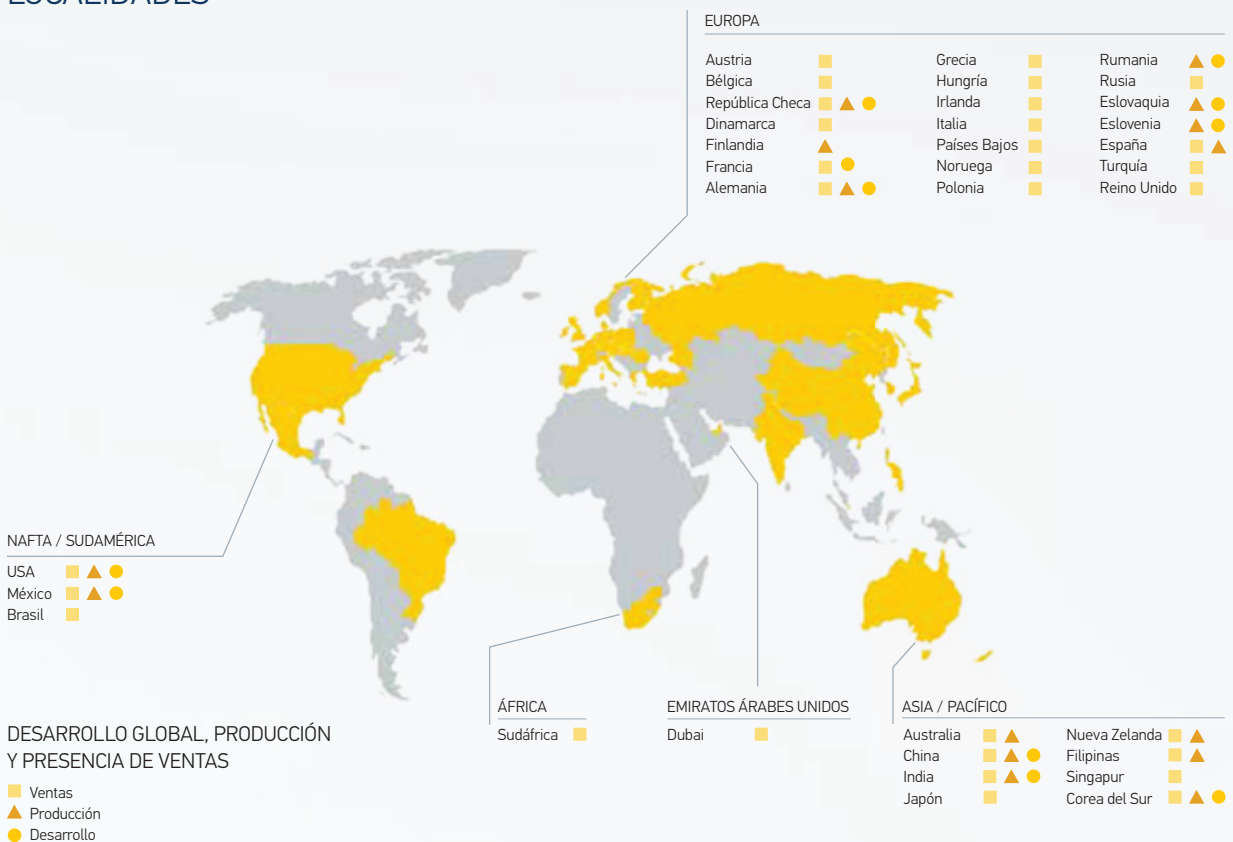 LOCALIDADES
EUROPA
Austria
Bélgica
República Checa
Dinamarca
Finlandia
Francia
Alemania
Grecia
Hungría
Irlanda
Italia
Países Bajos
Noruega
Polonia
Rumania
Rusia
Eslovaquia
Eslovenia
España
Turquía
Reino Unido
NAFTA / SUDAMÉRICA
USA
México
Brasil
ÁFRICA
Sudáfrica
EMIRATOS ÁRABES UNIDOS
Dubai
ASIA / PACÍFICO
Australia
China
India
Japón
Nueva Zelanda
Filipinas
Singapur
Corea del Sur
DESARROLLO GLOBAL, PRODUCCIÓN
Y PRESENCIA DE VENTAS
Ventas
Producción
Desarrollo